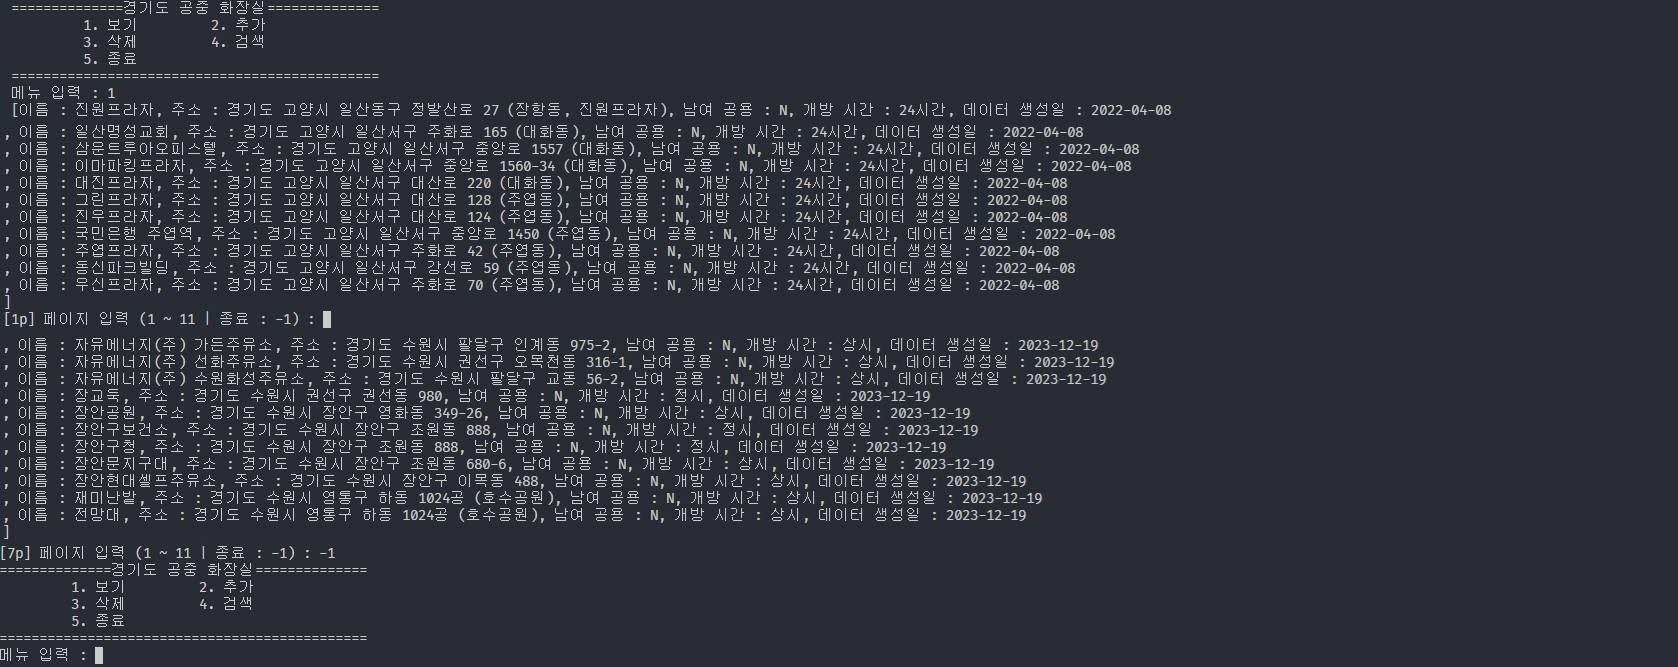 ==============경기도 공중 화장실==============
1. 보기 2. 추가
3. 삭제 4. 검색
5. 종료
==============================================
메뉴 입력 : 1
[이름 : 진원프라자, 주소 : 경기도 고양시 일산동구 정발산로 27 (장항동, 진원프라자), 남여 공용 : N, 개방 시간 : 24시간, 데이터 생성일 : 2022-04-08
, 이름 : 일산명성교회, 주소 : 경기도 고양시 일산서구 주화로 165 (대화동), 남여 공용 : N, 개방 시간 : 24시간, 데이터 생성일 : 2022-04-08
, 이름 : 삼운트루아오피스텔, 주소 : 경기도 고양시 일산서구 중앙로 1557 (대화동), 남여 공용 : N, 개방 시간 : 24시간, 데이터 생성일 : 2022-04-08
, 이름 : 이마파킹프라자, 주소 : 경기도 고양시 일산서구 중앙로 1560-34 (대화동), 남여 공용 : N, 개방 시간 : 24시간, 데이터 생성일 : 2022-04-08
, 이름 : 대진프라자, 주소 : 경기도 고양시 일산서구 대산로 220 (대화동), 남여 공용 : N, 개방 시간 : 24시간, 데이터 생성일 : 2022-04-08
, 이름 : 그린프라자, 주소 : 경기도 고양시 일산서구 대산로 128 (주엽동), 남여 공용 : N, 개방 시간 : 24시간, 데이터 생성일 : 2022-04-08
, 이름 : 진무프라자, 주소 : 경기도 고양시 일산서구 대산로 124 (주엽동), 남여 공용 : N, 개방 시간 : 24시간, 데이터 생성일 : 2022-04-08
, 이름 : 국민은행 주엽역, 주소 : 경기도 고양시 일산서구 중앙로 1450 (주엽동), 남여 공용 : N, 개방 시간 : 24시간, 데이터 생성일 : 2022-04-08
, 이름 : 주엽프라자, 주소 : 경기도 고양시 일산서구 주화로 42 (주엽동), 남여 공용 : N, 개방 시간 : 24시간, 데이터 생성일 : 2022-04-08
, 이름 : 동신파크빌딩, 주소 : 경기도 고양시 일산서구 강선로 59 (주엽동), 남여 공용 : N, 개방 시간 : 24시간, 데이터 생성일 : 2022-04-08
, 이름 : 우신프라자, 주소 : 경기도 고양시 일산서구 주화로 70 (주엽동), 남여 공용 : N, 개방 시간 : 24시간, 데이터 생성일 : 2022-04-08
]
[1p] 페이지 입력 (1 ~ 11 | 종료 : -1) :
, 이름 : 자유에너지(주) 가든주유소, 주소 : 경기도 수원시 팔달구 인계동 975-2, 남여 공용 : N, 개방 시간 : 상시, 데이터 생성일 : 2023-12-19
, 이름 : 자유에너지(주) 선화주유소, 주소 : 경기도 수원시 권선구 오목천동 316-1, 남여 공용 : N, 개방 시간 : 상시, 데이터 생성일 : 2023-12-19
, 이름 : 자유에너지(주) 수원화성주유소, 주소 : 경기도 수원시 팔달구 교동 56-2, 남여 공용 : N, 개방 시간 : 상시, 데이터 생성일 : 2023-12-19
, 이름 : 장교둑, 주소 : 경기도 수원시 권선구 권선동 980, 남여 공용 : N, 개방 시간 : 정시, 데이터 생성일 : 2023-12-19
, 이름 : 장안공원, 주소 : 경기도 수원시 장안구 영화동 349-26, 남여 공용 : N, 개방 시간 : 상시, 데이터 생성일 : 2023-12-19
, 이름 : 장안구보건소, 주소 : 경기도 수원시 장안구 조원동 888, 남여 공용 : N, 개방 시간 : 정시, 데이터 생성일 : 2023-12-19
, 이름 : 장안구청, 주소 : 경기도 수원시 장안구 조원동 888, 남여 공용 : N, 개방 시간 : 정시, 데이터 생성일 : 2023-12-19
, 이름 : 장안문지구대, 주소 : 경기도 수원시 장안구 조원동 680-6, 남여 공용 : N, 개방 시간 : 상시, 데이터 생성일 : 2023-12-19
, 이름 : 장안현대셀프주유소, 주소 : 경기도 수원시 장안구 이목동 488, 남여 공용 : N, 개방 시간 : 상시, 데이터 생성일 : 2023-12-19
, 이름 : 재미난밭, 주소 : 경기도 수원시 영통구 하동 1024공 (호수공원), 남여 공용 : N, 개방 시간 : 상시, 데이터 생성일 : 2023-12-19
, 이름 : 전망대, 주소 : 경기도 수원시 영통구 하동 1024공 (호수공원), 남여 공용 : N, 개방 시간 : 상시, 데이터 생성일 : 2023-12-19
]
[7p] 페이지 입력 (1 ~ 11 | 종료 : -1) : -1
==============경기도 공중 화장실==============
1. 보기 2. 추가
3. 삭제 4. 검색
5. 종료
==============================================
메뉴 입력 :